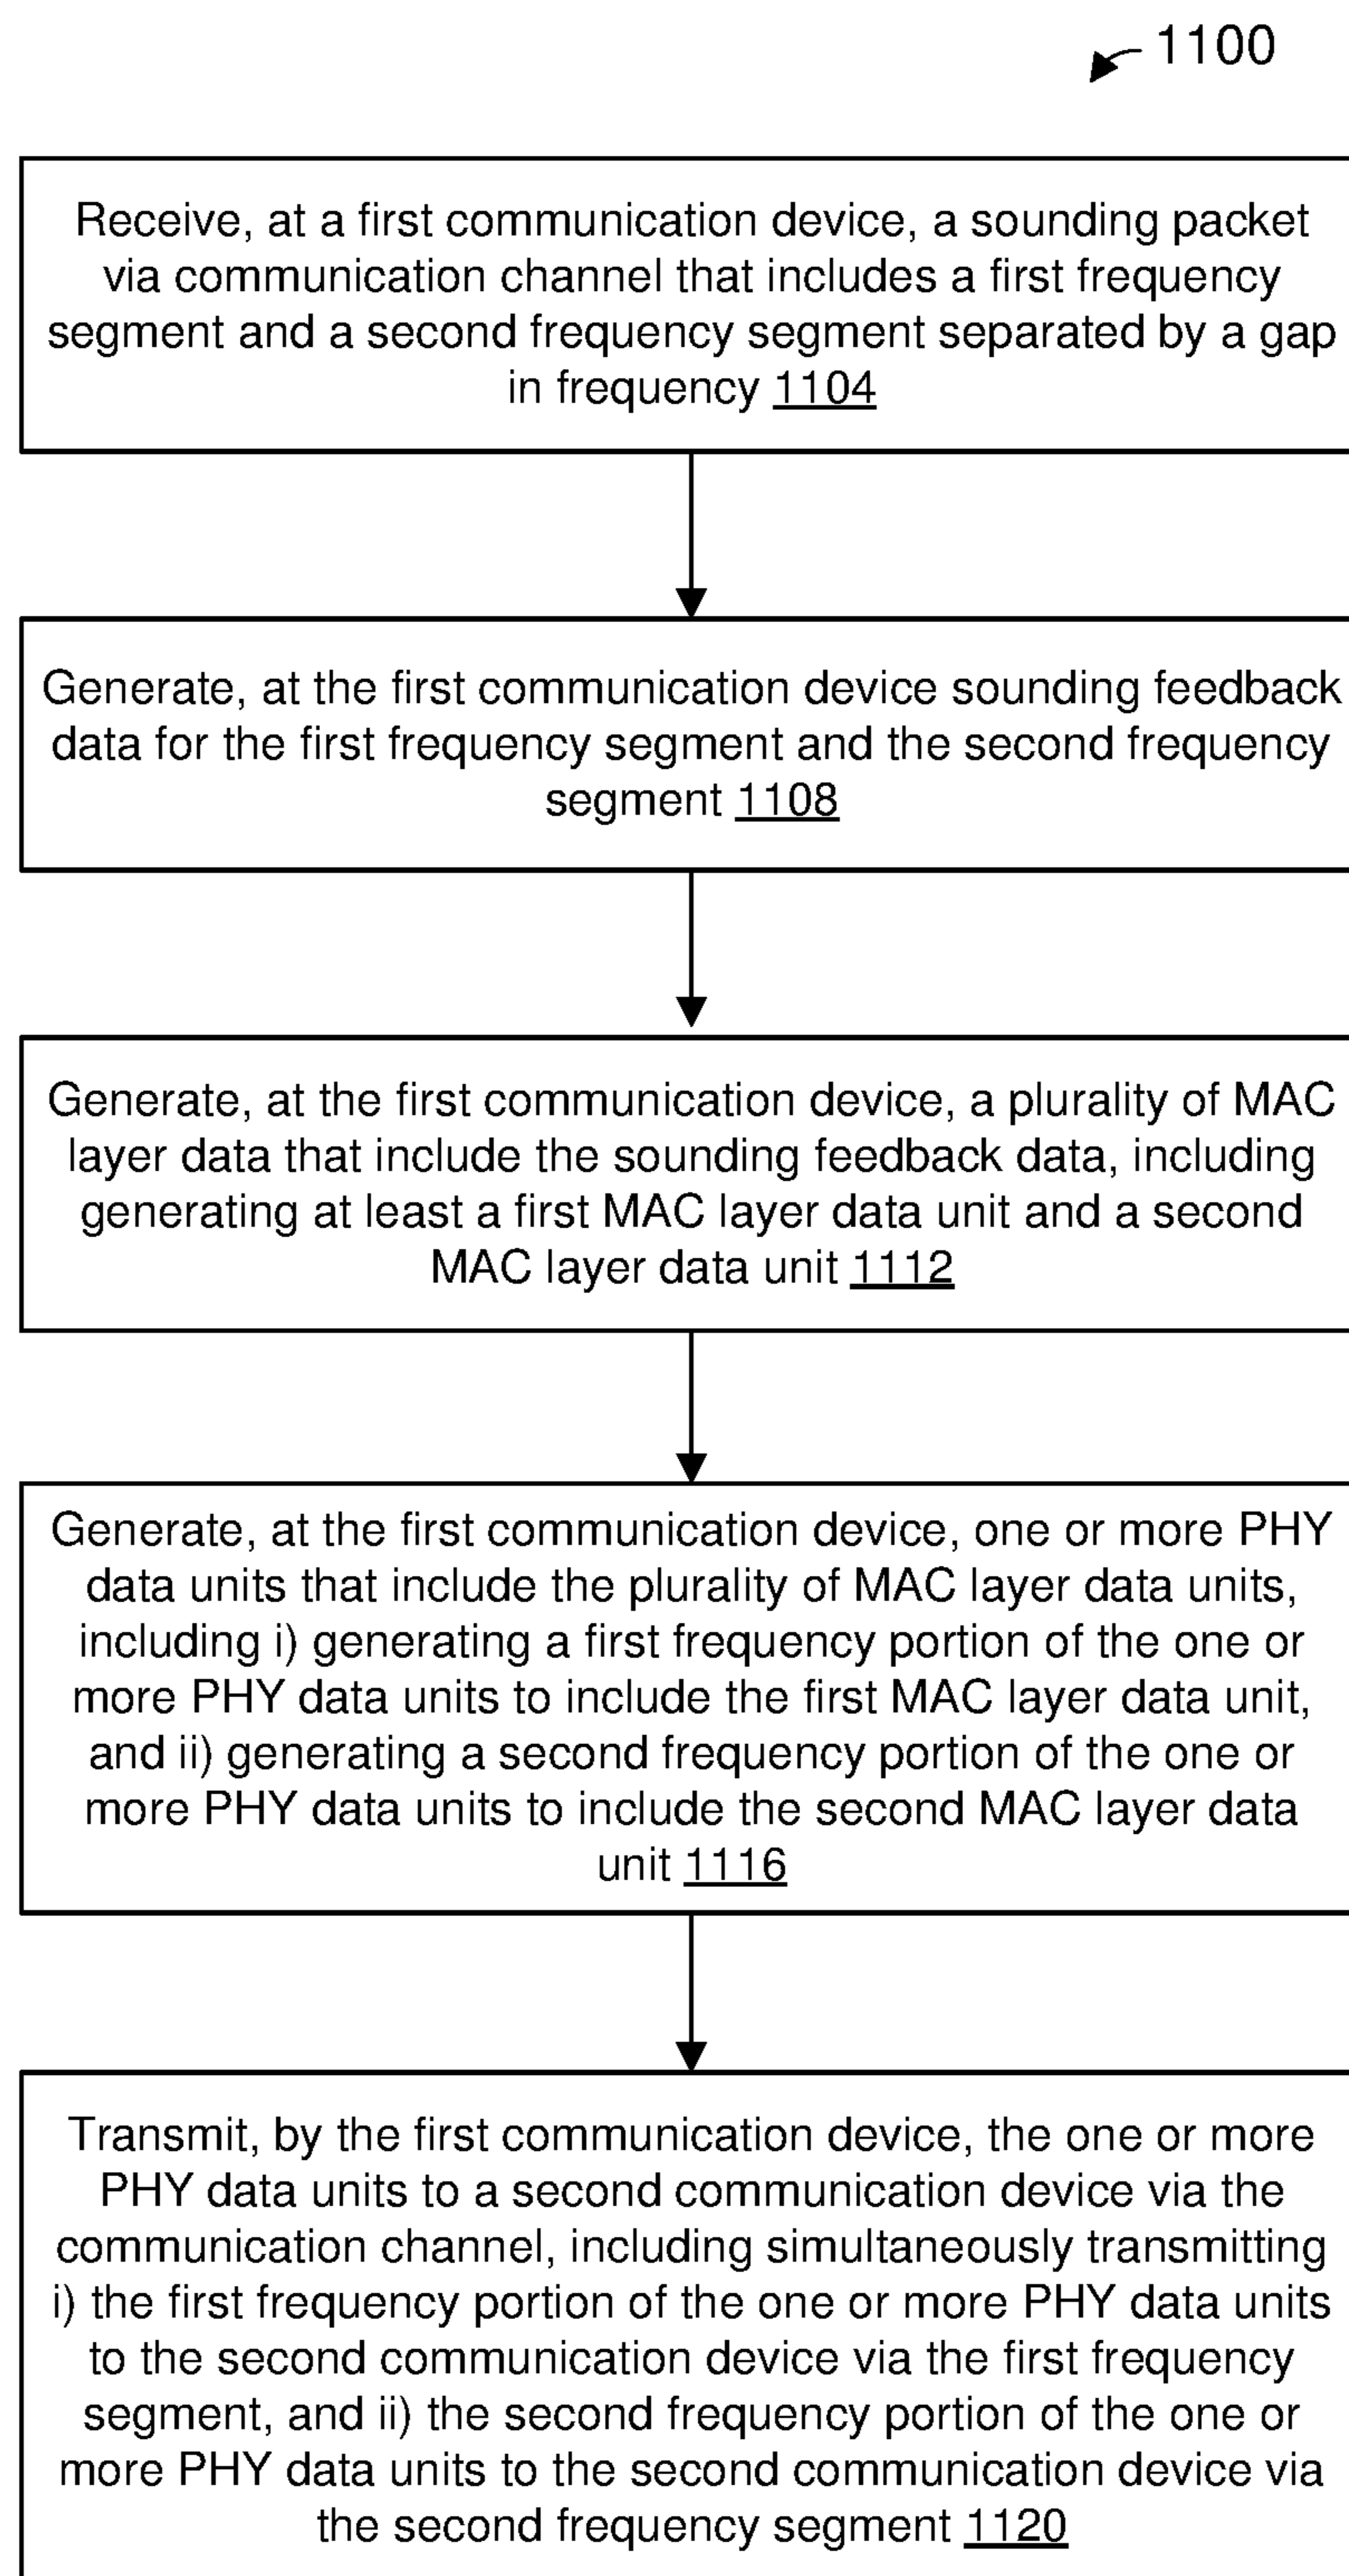 1100
Receive, at a first communication device, a sounding packet
via communication channel that includes a first frequency
segment and a second frequency segment separated by a gap
in frequency 1104
Generate, at the first communication device sounding feedback
data for the first frequency segment and the second frequency
segment 1108
Generate, at the first communication device, a plurality of MAC
layer data that include the sounding feedback data, including
generating at least a first MAC layer data unit and a second
MAC layer data unit 1112
Generate, at the first communication device, one or more PHY
data units that include the plurality of MAC layer data units,
including i) generating a first frequency portion of the one or
more PHY data units to include the first MAC layer data unit,
and ii) generating a second frequency portion of the one or
more PHY data units to include the second MAC layer data
unit 1116
Transmit, by the first communication device, the one or more
PHY data units to a second communication device via the
communication channel, including simultaneously transmitting
i) the first frequency portion of the one or more PHY data units
to the second communication device via the first frequency
segment, and ii) the second frequency portion of the one or
more PHY data units to the second communication device via
the second frequency segment 1120